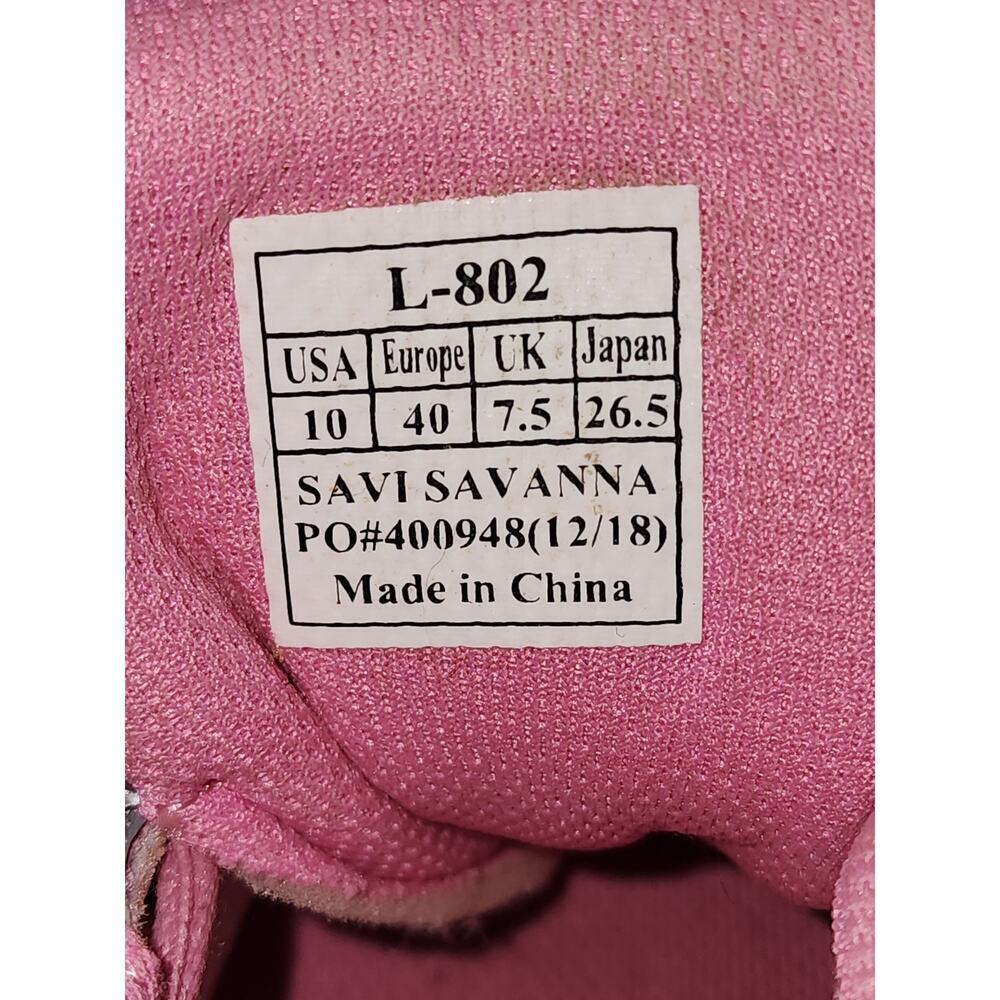 L-802
USA Europe UK Japan
10 40 7.5 26.5
SAVI SAVANNA
PO#400948(12/18)
Made in China